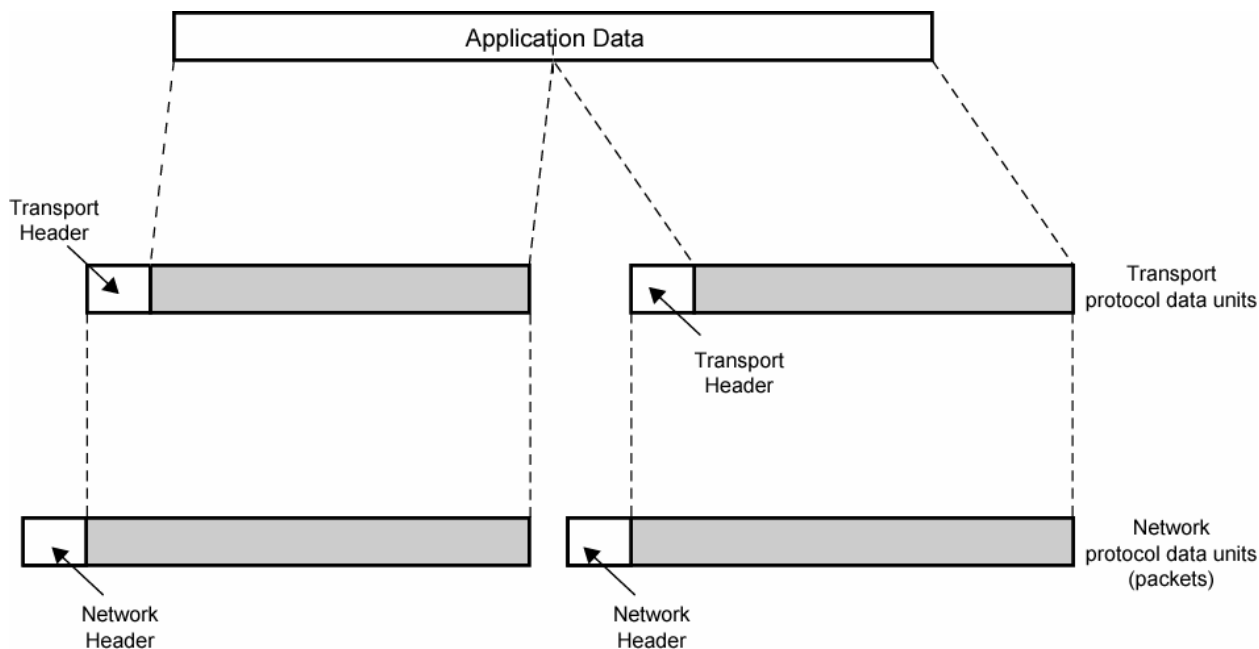 Application Data
Transport
Header
Transport
protocol data units
Transport
Header
Network
protocol data units
(packets)
Network
Header
Network
Header